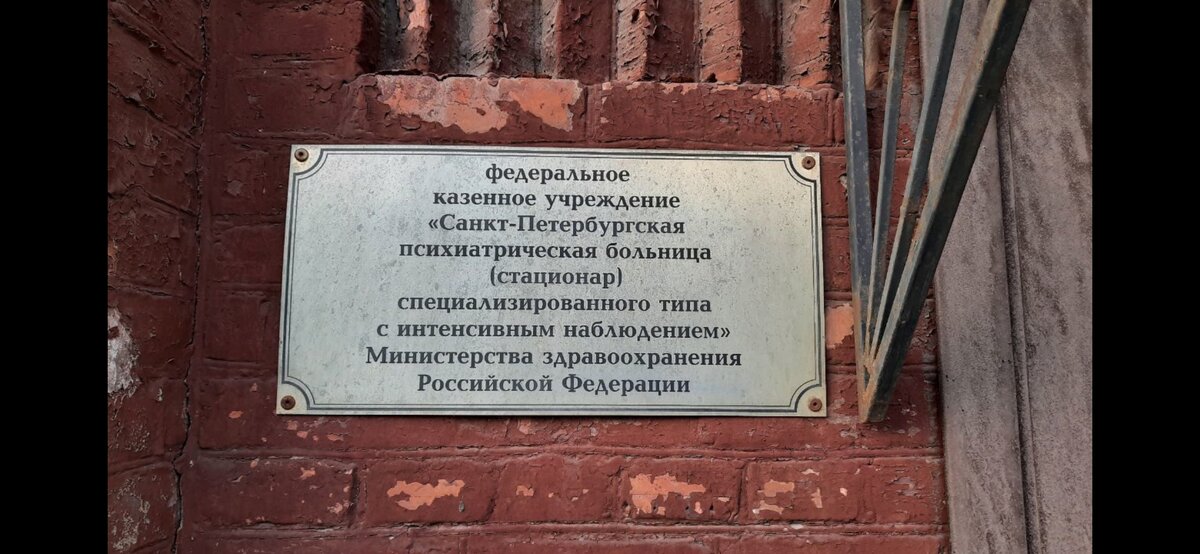 федеральное
казенное учреждение
«Санкт-Петербургская
психиатрическая больница
(стационар)
специализированного типа
с интенсивным наблюдением»
Министерства здравоохранения
Российской Федерации